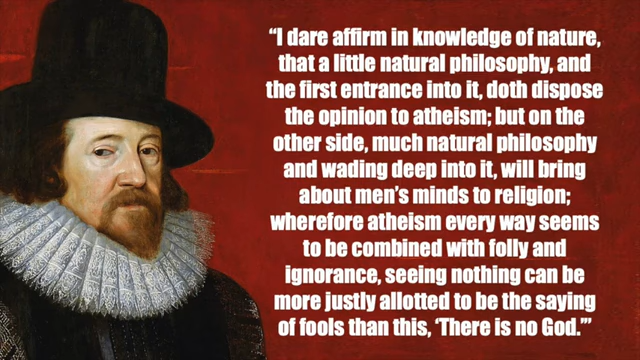 “I dare affirm in knowledge of nature,
that a little natural philosophy, and
the first entrance into it, doth dispose
the opinion to atheism; but on the
other side, much natural philosophy
and wading deep into it, will bring
about men’s minds to religion;
wherefore atheism every way seems
to be combined with folly and
ignorance, seeing nothing can be
more justly allotted to be the saying
of fools than this, ‘There is no God.’”